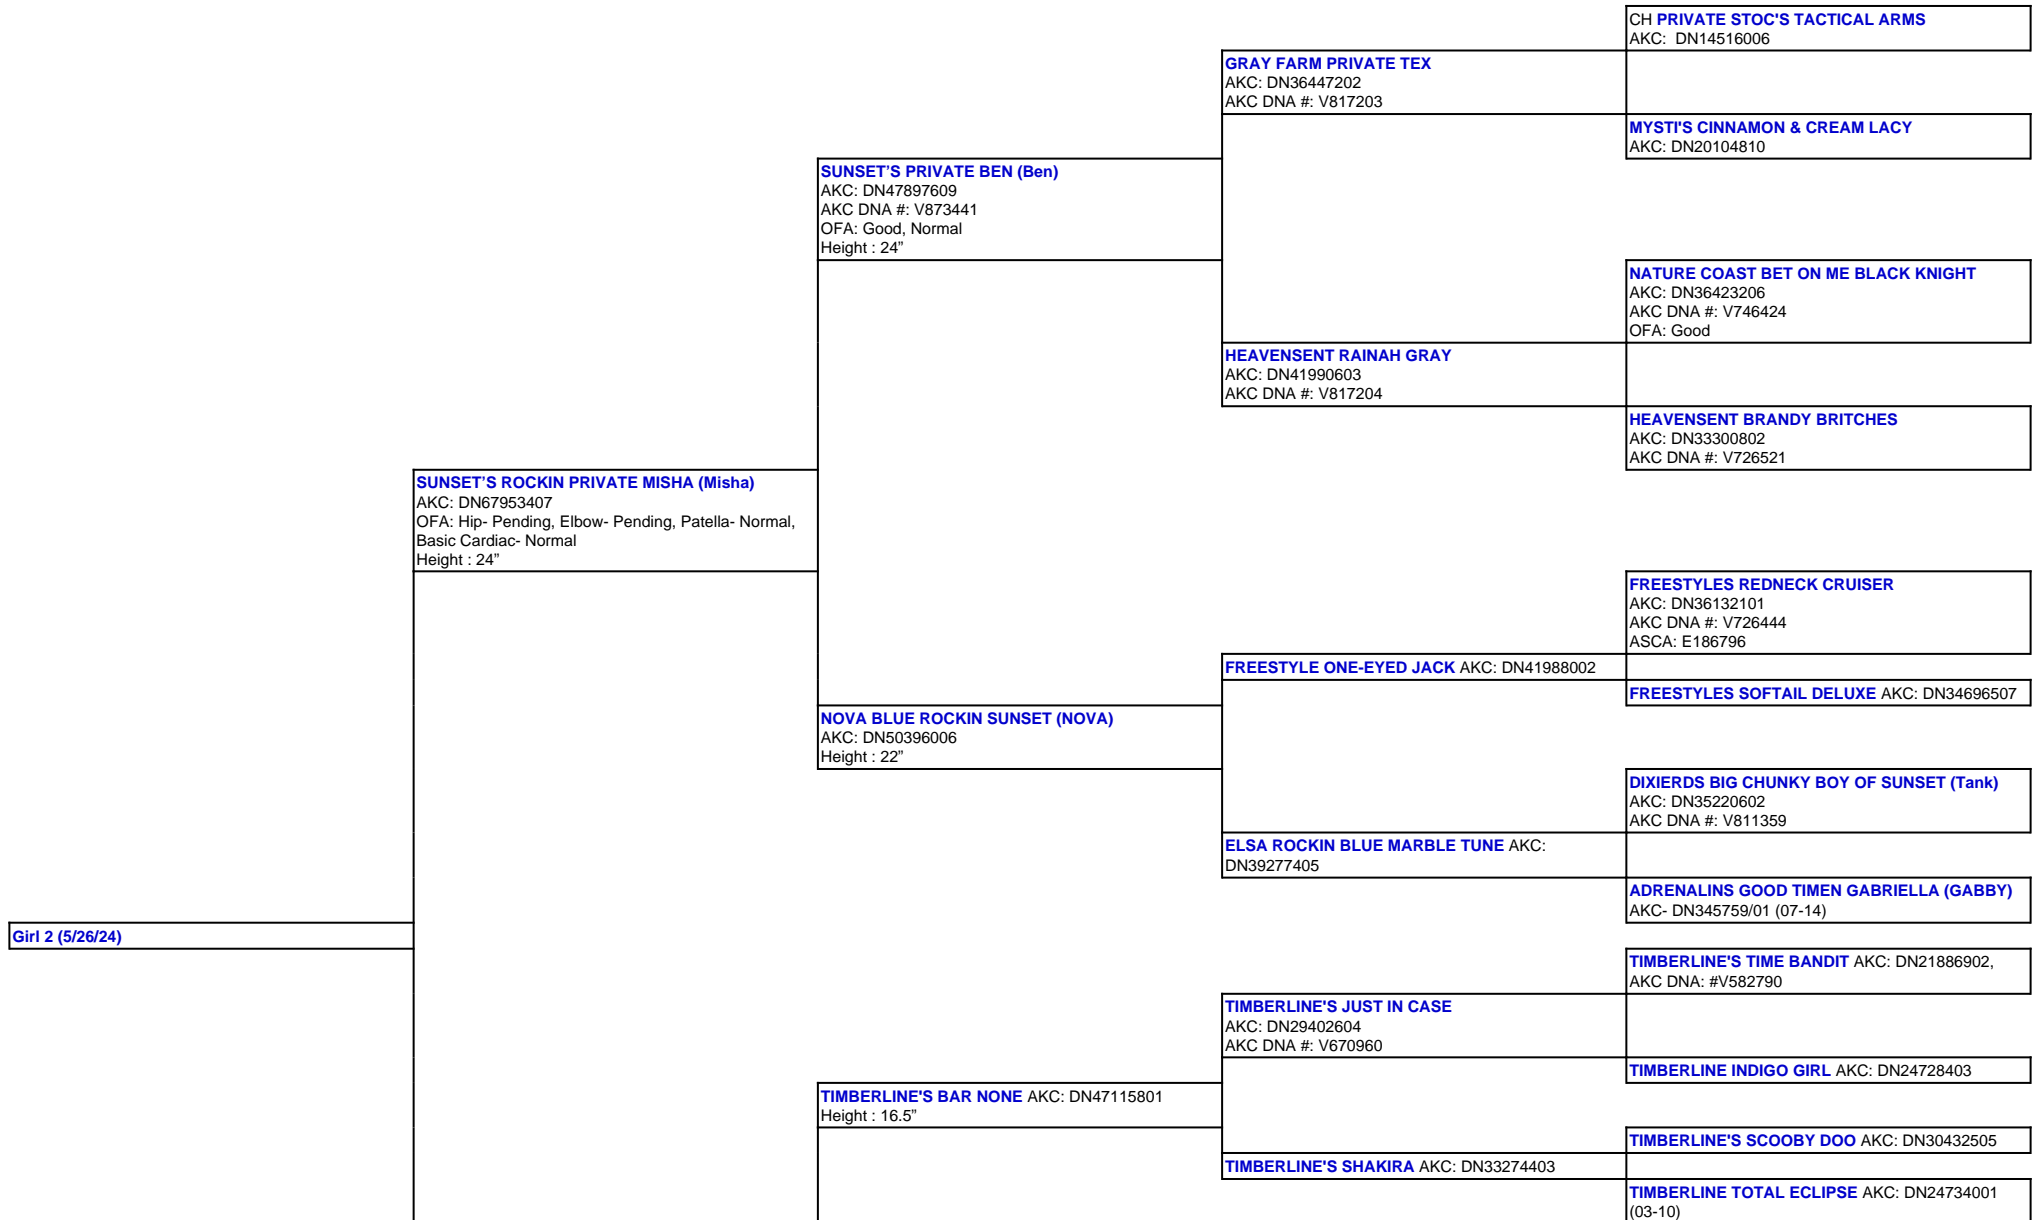 CH PRIVATE STOC'S TACTICAL ARMS
AKC:  DN14516006
GRAY FARM PRIVATE TEX
AKC: DN36447202
AKC DNA #: V817203
MYSTI'S CINNAMON & CREAM LACY
AKC: DN20104810
SUNSET’S PRIVATE BEN (Ben)
AKC: DN47897609
AKC DNA #: V873441
OFA: Good, Normal
Height : 24”
NATURE COAST BET ON ME BLACK KNIGHT
AKC: DN36423206
AKC DNA #: V746424
OFA: Good
HEAVENSENT RAINAH GRAY
AKC: DN41990603
AKC DNA #: V817204
HEAVENSENT BRANDY BRITCHES
AKC: DN33300802
AKC DNA #: V726521
SUNSET’S ROCKIN PRIVATE MISHA (Misha)
AKC: DN67953407
OFA: Hip- Pending, Elbow- Pending, Patella- Normal,
Basic Cardiac- Normal
Height : 24”
FREESTYLES REDNECK CRUISER
AKC: DN36132101
AKC DNA #: V726444
ASCA: E186796
FREESTYLE ONE-EYED JACK AKC: DN41988002
FREESTYLES SOFTAIL DELUXE AKC: DN34696507
NOVA BLUE ROCKIN SUNSET (NOVA)
AKC: DN50396006
Height : 22”
DIXIERDS BIG CHUNKY BOY OF SUNSET (Tank)
AKC: DN35220602
AKC DNA #: V811359
ELSA ROCKIN BLUE MARBLE TUNE AKC:
DN39277405
ADRENALINS GOOD TIMEN GABRIELLA (GABBY)
AKC- DN345759/01 (07-14)
Girl 2 (5/26/24)
TIMBERLINE'S TIME BANDIT AKC: DN21886902,
AKC DNA: #V582790
TIMBERLINE'S JUST IN CASE
AKC: DN29402604
AKC DNA #: V670960
TIMBERLINE INDIGO GIRL AKC: DN24728403
TIMBERLINE'S BAR NONE AKC: DN47115801
Height : 16.5”
TIMBERLINE'S SCOOBY DOO AKC: DN30432505
TIMBERLINE'S SHAKIRA AKC: DN33274403
TIMBERLINE TOTAL ECLIPSE AKC: DN24734001
(03-10)